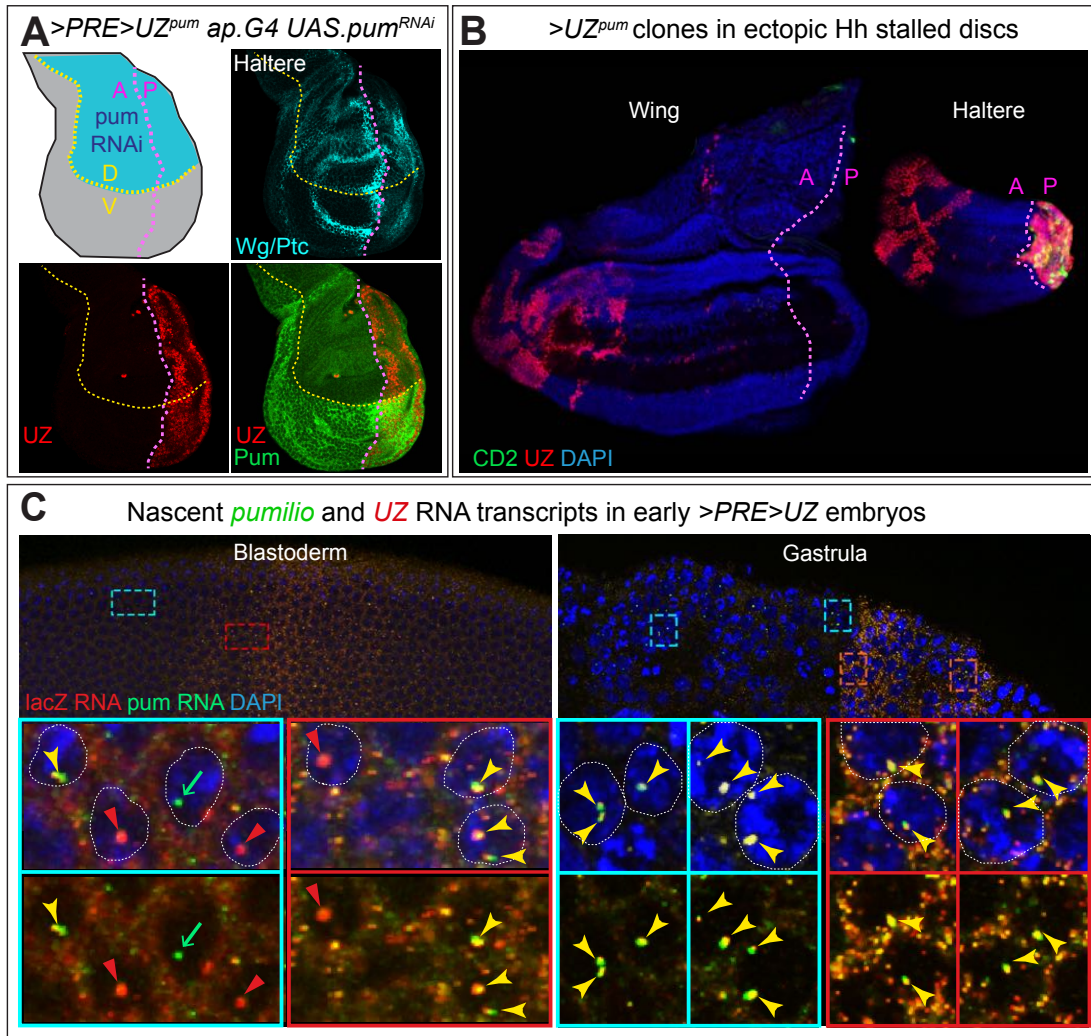 A >PRE>UZpum ap.G4 UAS.pumRNAi
A P
pum
RNAi
D
V
Haltere
Wg/Ptc
UZ
UZ
Pum
B >UZpum clones in ectopic Hh stalled discs
Wing
Haltere
A P
A P
CD2 UZ DAPI
C Nascent pumilio and UZ RNA transcripts in early >PRE>UZ embryos
Blastoderm
Gastrula
lacZ RNA pum RNA DAPI